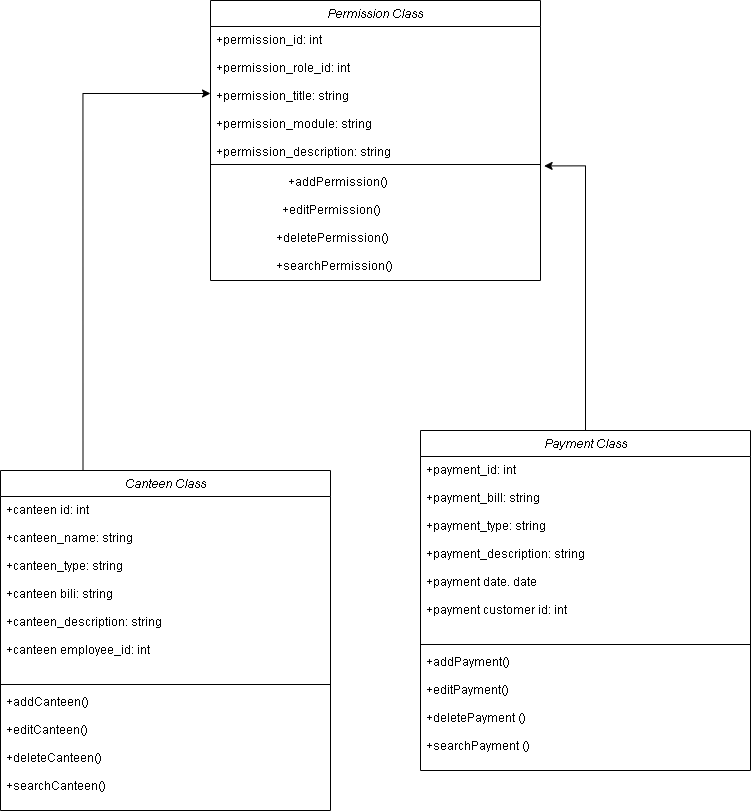 Permission Class
+permission_id: int
+permission_role_id: int
+permission_title: string
+permission_module: string
+permission_description: string
+addPermission()
+editPermission()
+deletePermission()
+searchPermission()
Canteen Class
+canteen id: int
+canteen_name: string
+canteen_type: string
+canteen bili: string
+canteen_description: string
+canteen employee_id: int
+addCanteen()
+editCanteen()
+deleteCanteen()
+searchCanteen()
Payment Class
+payment_id: int
+payment_bill: string
+payment_type: string
+payment_description: string
+payment date. date
+payment customer id: int
+addPayment()
+editPayment()
+deletePayment ()
+searchPayment ()